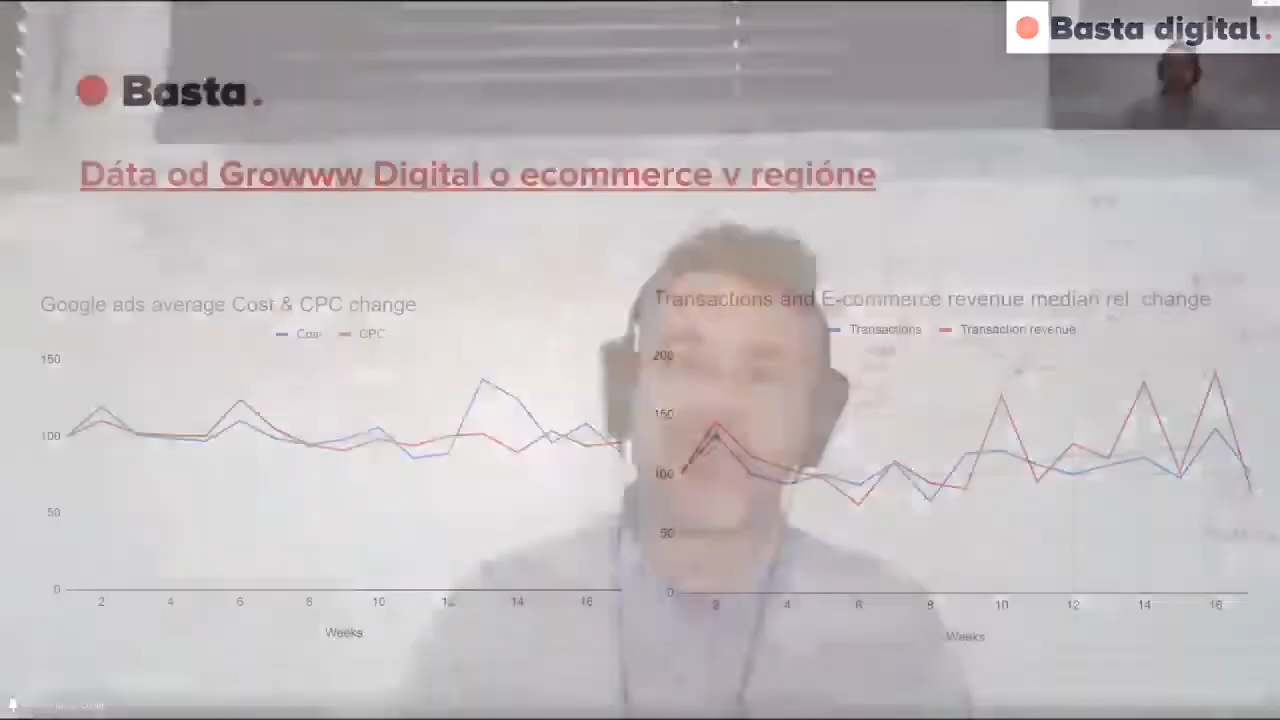 Basta digital.
Basta.
Dáta od Growww Digital o ecommerce v regióne
Google ads average Cost & CPC change
Cost CPC
150
100
50
0
2 4 6 8 10 12 14 16
Weeks
Transactions and E-commerce revenue median rel. change
Transactions Transaction revenue
200
150
100
50
0
2 4 6 8 10 12 14 16
Weeks